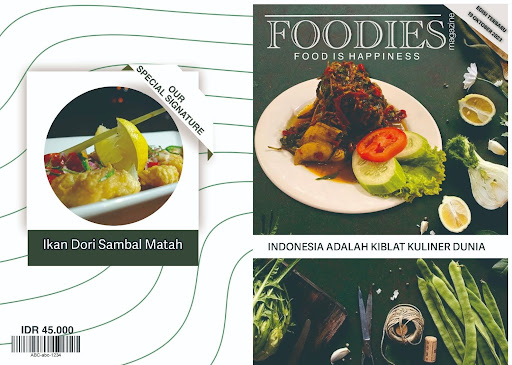 OUR
SPECIAL SIGNATURE
Ikan Dori Sambal Matah
IDR 45.000
ABC-abc-1234
FOODIES
magazine
FOOD IS HAPPINESS
EDISI TERBARU
19 OKTOBER 2023
INDONESIA ADALAH KIBLAT KULINER DUNIA